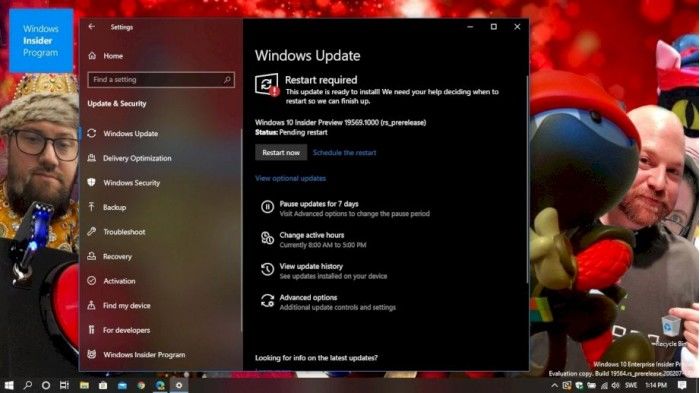 Windows
Insider
Program
Settings
Home
Find a setting
Update & Security
Windows Update
Delivery Optimization
Windows Security
Backup
Troubleshoot
Recovery
Activation
Find my device
For developers
Windows Insider Program
Windows Update
Restart required
This update is ready to install! We need your help deciding when to
restart so we can finish up.
Windows 10 Insider Preview 19569.1000 (rs_prerelease)
Status: Pending restart
Restart now
Schedule the restart
View optional updates
Pause updates for 7 days
Visit Advanced options to change the pause period
Change active hours
Currently 8:00 AM to 5:00 PM
View update history
See updates installed on your device
Advanced options
Additional update controls and settings
Looking for info on the latest updates?
Recycle Bin
Windows 10 Enterprise Insider
Evaluation copy. Build 19564.rs_prerelease.
SWE
1:14 PM